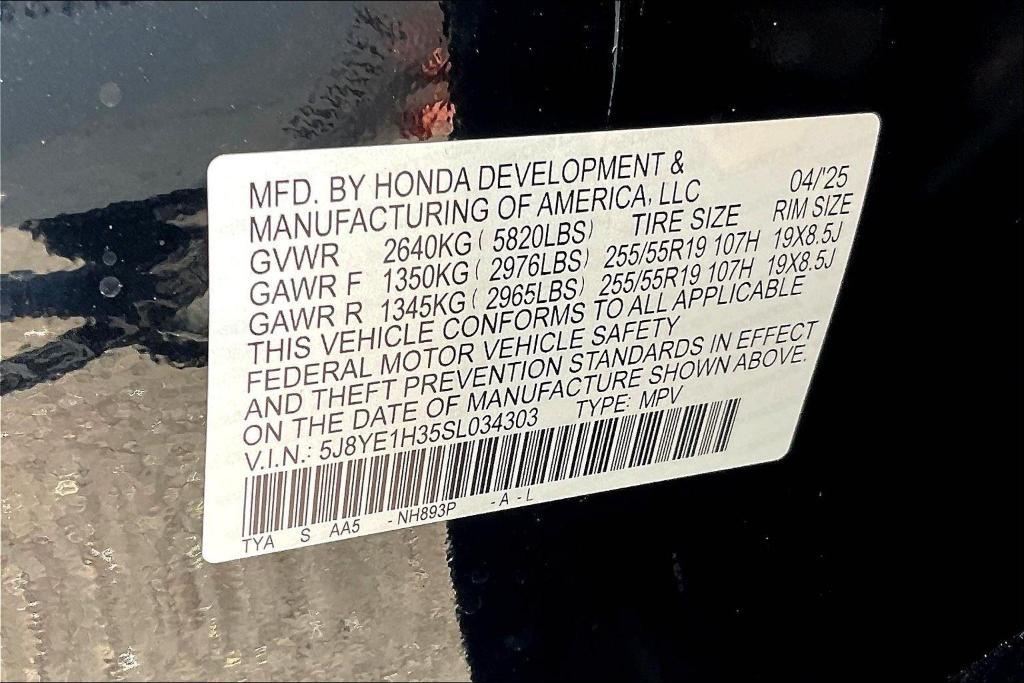 MFD. BY HONDA DEVELOPMENT &
MANUFACTURING OF AMERICA, LLC 04/'25
GVWR 2640KG ( 5820LBS) TIRE SIZE RIM SIZE
GAWR F 1350KG ( 2976LBS) 255/55R19 107H 19X8.5J
GAWR R 1345KG ( 2965LBS) 255/55R19 107H 19X8.5J
THIS VEHICLE CONFORMS TO ALL APPLICABLE
FEDERAL MOTOR VEHICLE SAFETY
AND THEFT PREVENTION STANDARDS IN EFFECT
ON THE DATE OF MANUFACTURE SHOWN ABOVE.
V.I.N.: 5J8YE1H35SL034303 TYPE: MPV
TYA S AA5 - NH893P - A - L